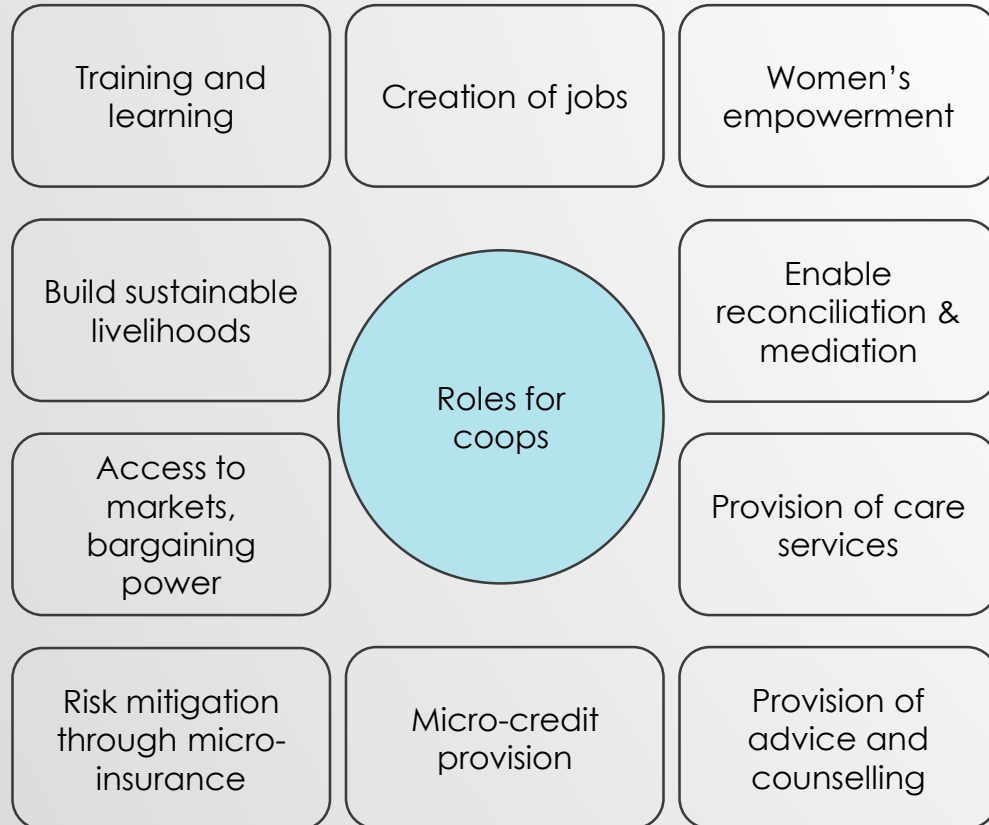 Training and
learning
Creation of jobs
Women’s
empowerment
Build sustainable
livelihoods
Enable
reconciliation &
mediation
Roles for
coops
Access to
markets,
bargaining
power
Provision of care
services
Risk mitigation
through micro-
insurance
Micro-credit
provision
Provision of
advice and
counselling